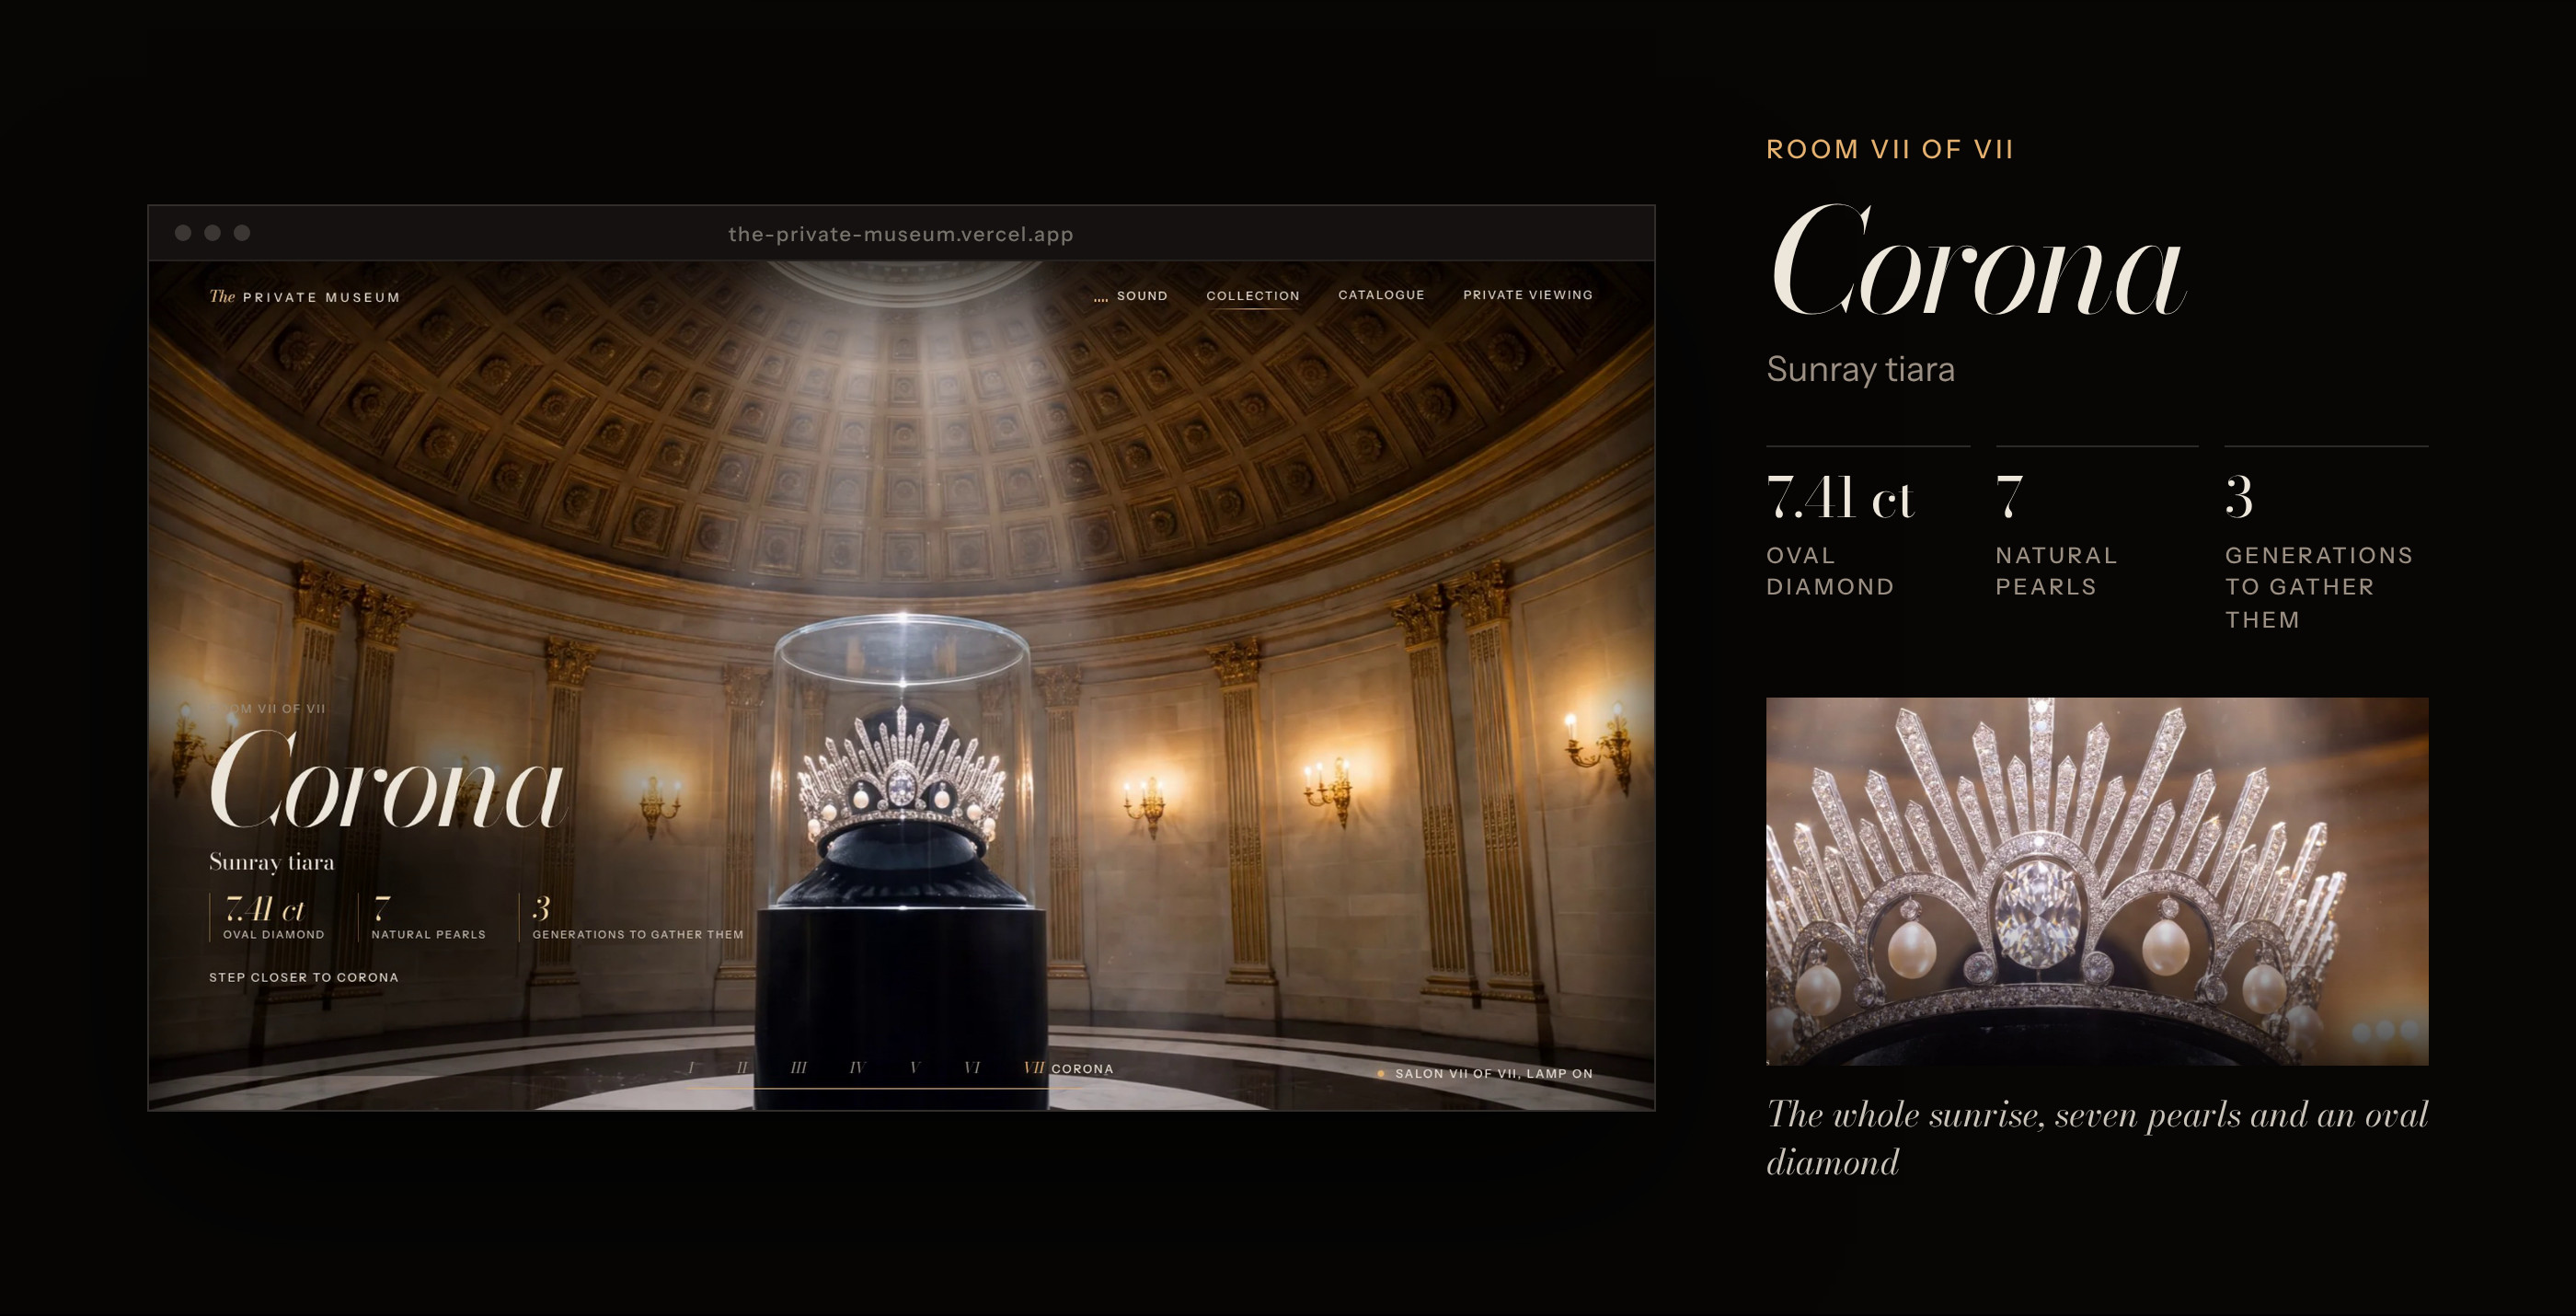 the-private-museum.vercel.app
The PRIVATE MUSEUM
SOUND
COLLECTION
CATALOGUE
PRIVATE VIEWING
ROOM VII OF VII
Corona
Sunray tiara
7.41 ct
OVAL DIAMOND
7
NATURAL PEARLS
3
GENERATIONS TO GATHER THEM
STEP CLOSER TO CORONA
I II III IV V VI VII CORONA
SALON VII OF VII, LAMP ON
ROOM VII OF VII
Corona
Sunray tiara
7.41 ct
OVAL
DIAMOND
7
NATURAL
PEARLS
3
GENERATIONS
TO GATHER
THEM
The whole sunrise, seven pearls and an oval
diamond